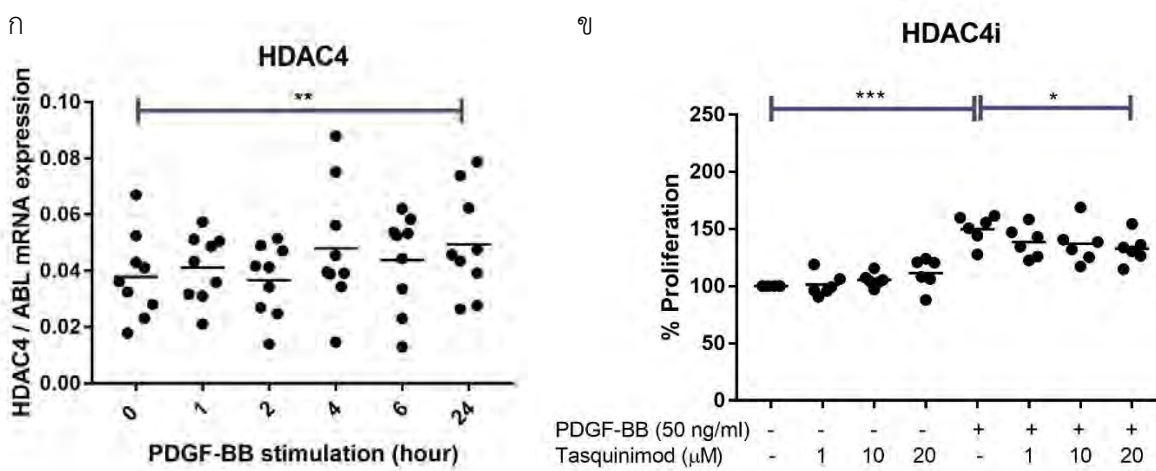 ก
HDAC4
HDAC4 / ABL mRNA expression
**
0.10
0.08
0.06
0.04
0.02
0.00
0 1 2 4 6 24
PDGF-BB stimulation (hour)
ข
HDAC4i
% Proliferation
*** *
250
200
150
100
50
0
PDGF-BB (50 ng/ml) - - - - + + + +
Tasquinimod (μM) - 1 10 20 - 1 10 20